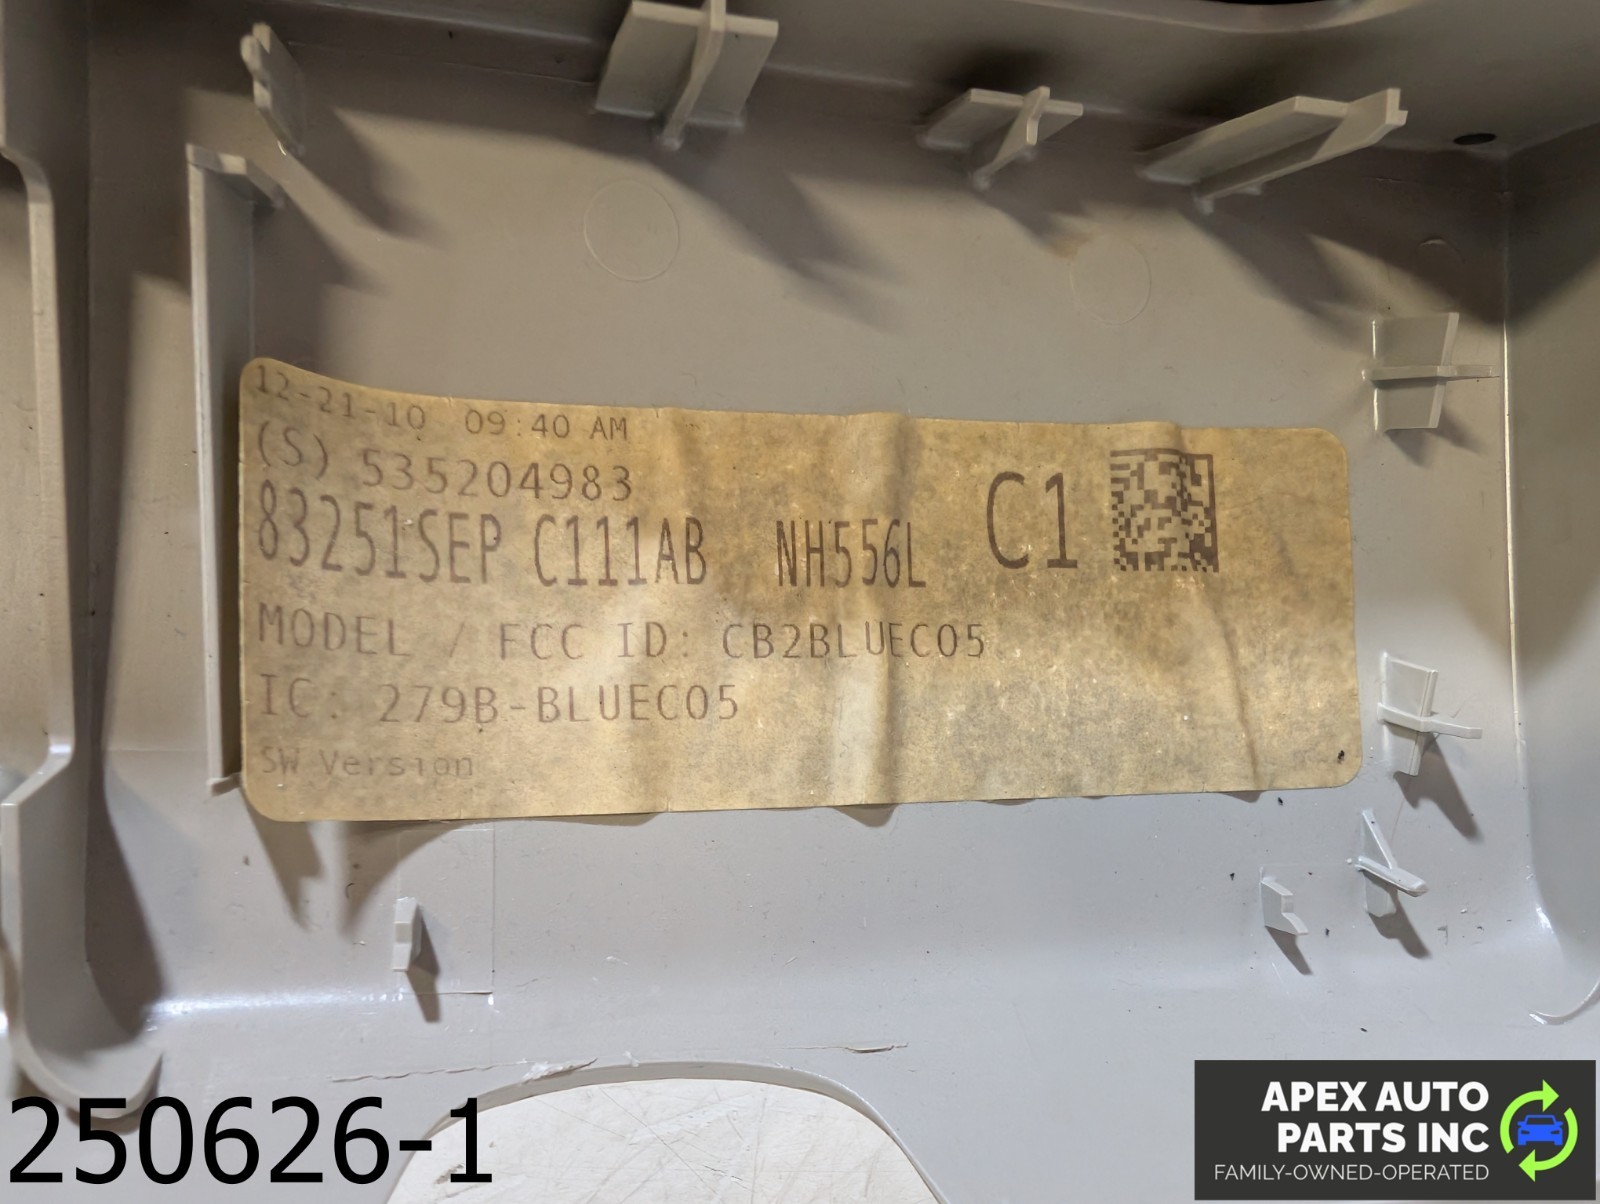 12-21-10 09:40 AM
(S) 535204983
83251SEP C111AB NH556L C1
MODEL / FCC ID: CB2BLUEC05
IC: 279B-BLUEC05
SW Version
250626-1
APEX AUTO
PARTS INC
FAMILY-OWNED-OPERATED